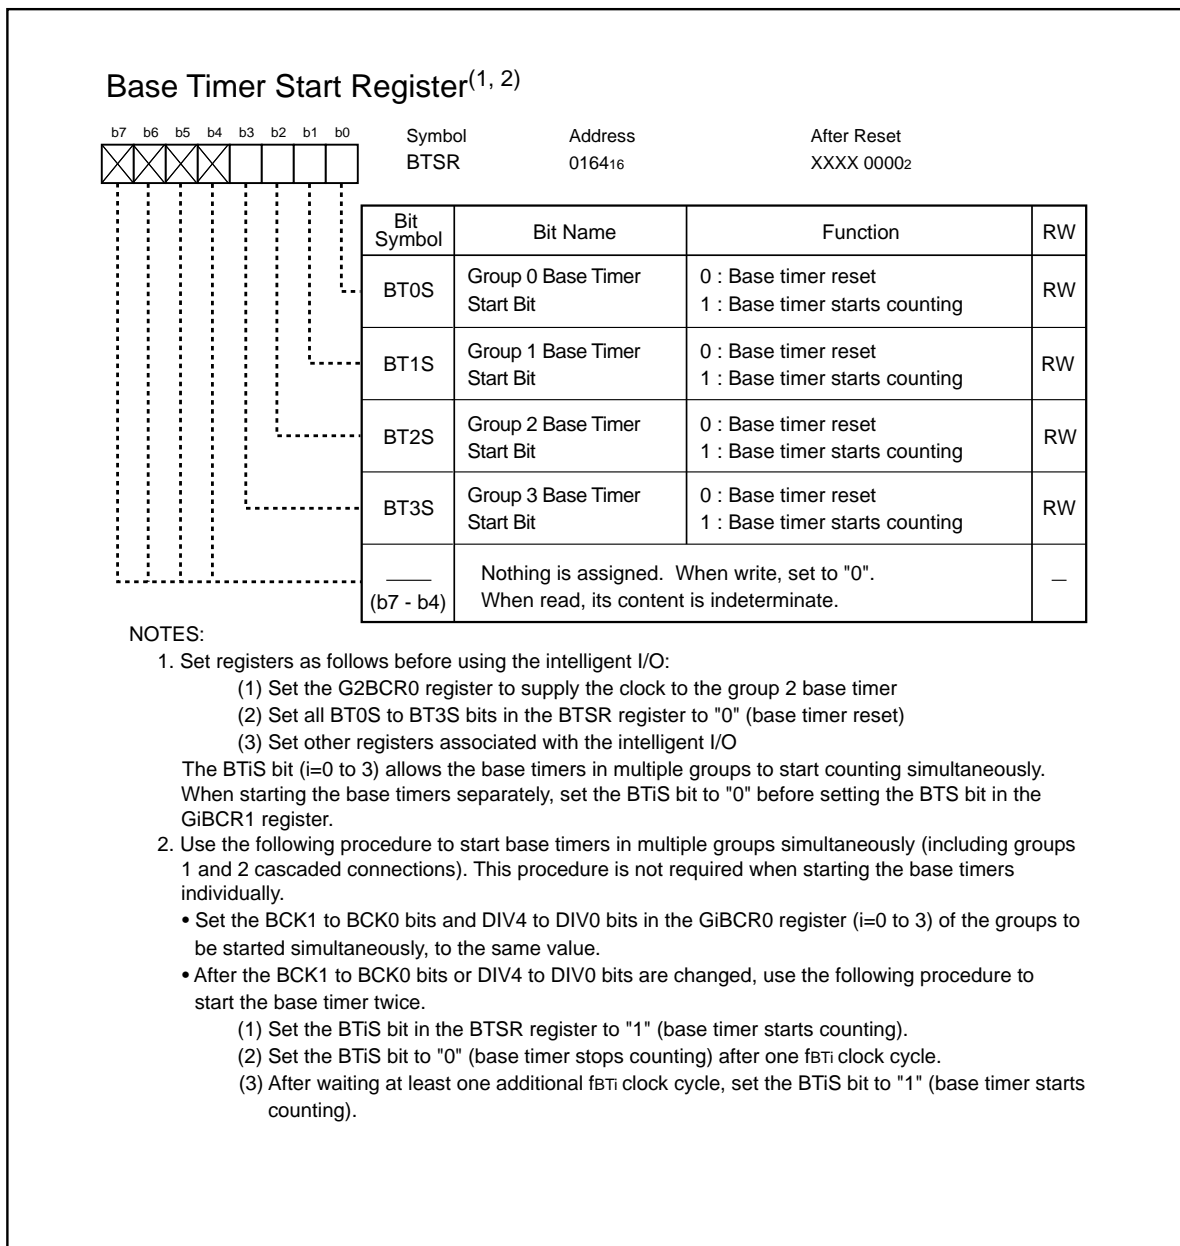 Base Timer Start Register(1, 2)
b7 b6 b5 b4 b3 b2 b1 b0
Symbol Address After Reset
BTSR 016416 XXXX 00002
Bit Symbol Bit Name Function RW
BT0S Group 0 Base Timer Start Bit 0 : Base timer reset 1 : Base timer starts counting RW
BT1S Group 1 Base Timer Start Bit 0 : Base timer reset 1 : Base timer starts counting RW
BT2S Group 2 Base Timer Start Bit 0 : Base timer reset 1 : Base timer starts counting RW
BT3S Group 3 Base Timer Start Bit 0 : Base timer reset 1 : Base timer starts counting RW
(b7 - b4) Nothing is assigned. When write, set to "0". When read, its content is indeterminate. —
NOTES:
1. Set registers as follows before using the intelligent I/O:
(1) Set the G2BCR0 register to supply the clock to the group 2 base timer
(2) Set all BT0S to BT3S bits in the BTSR register to "0" (base timer reset)
(3) Set other registers associated with the intelligent I/O
The BTiS bit (i=0 to 3) allows the base timers in multiple groups to start counting simultaneously.
When starting the base timers separately, set the BTiS bit to "0" before setting the BTS bit in the
GiBCR1 register.
2. Use the following procedure to start base timers in multiple groups simultaneously (including groups
1 and 2 cascaded connections). This procedure is not required when starting the base timers
individually.
• Set the BCK1 to BCK0 bits and DIV4 to DIV0 bits in the GiBCR0 register (i=0 to 3) of the groups to
be started simultaneously, to the same value.
• After the BCK1 to BCK0 bits or DIV4 to DIV0 bits are changed, use the following procedure to
start the base timer twice.
(1) Set the BTiS bit in the BTSR register to "1" (base timer starts counting).
(2) Set the BTiS bit to "0" (base timer stops counting) after one fBTi clock cycle.
(3) After waiting at least one additional fBTi clock cycle, set the BTiS bit to "1" (base timer starts
counting).